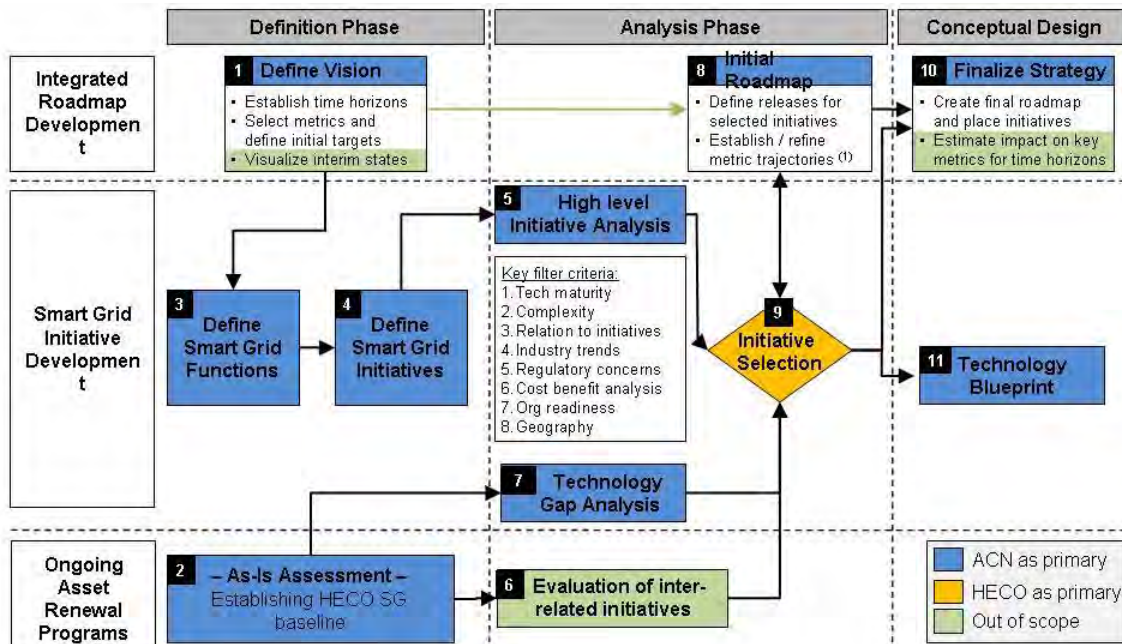 Definition Phase
Analysis Phase
Conceptual Design
Integrated
Roadmap
Developmen
t
1
Define Vision
▪ Establish time horizons
▪ Select metrics and
define initial targets
▪ Visualize interim states
8
Initial
Roadmap
▪ Define releases for
selected initiatives
▪ Establish / refine
metric trajectories (1)
10
Finalize Strategy
▪ Create final roadmap
and place initiatives
▪ Estimate impact on key
metrics for time horizons
Smart Grid
Initiative
Developmen
t
3
Define
Smart Grid
Functions
4
Define
Smart Grid
Initiatives
5
High level
Initiative Analysis
Key filter criteria:
1. Tech maturity
2. Complexity
3. Relation to initiatives
4. Industry trends
5. Regulatory concerns
6. Cost benefit analysis
7. Org readiness
8. Geography
9
Initiative
Selection
11
Technology
Blueprint
7
Technology
Gap Analysis
Ongoing
Asset
Renewal
Programs
2
– As-Is Assessment –
Establishing HECO SG
baseline
6
Evaluation of inter-
related initiatives
ACN as primary
HECO as primary
Out of scope